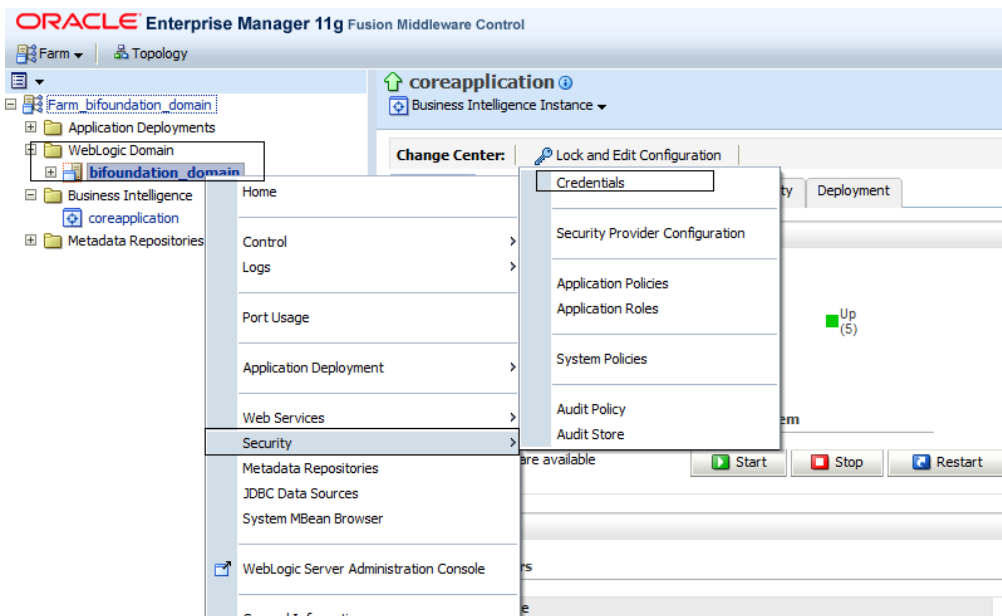 ORACLE Enterprise Manager 11g Fusion Middleware Control
Farm Topology
coreapplication
Business Intelligence Instance
Farm_bifoundation_domain
Application Deployments
WebLogic Domain
bifoundation_domain
Business Intelligence
coreapplication
Metadata Repositories
Change Center: Lock and Edit Configuration
Deployment
Home
Control
Logs
Port Usage
Application Deployment
Web Services
Security
Metadata Repositories
JDBC Data Sources
System MBean Browser
WebLogic Server Administration Console
Credentials
Security Provider Configuration
Application Policies
Application Roles
System Policies
Audit Policy
Audit Store
Up
(5)
are available
Start Stop Restart